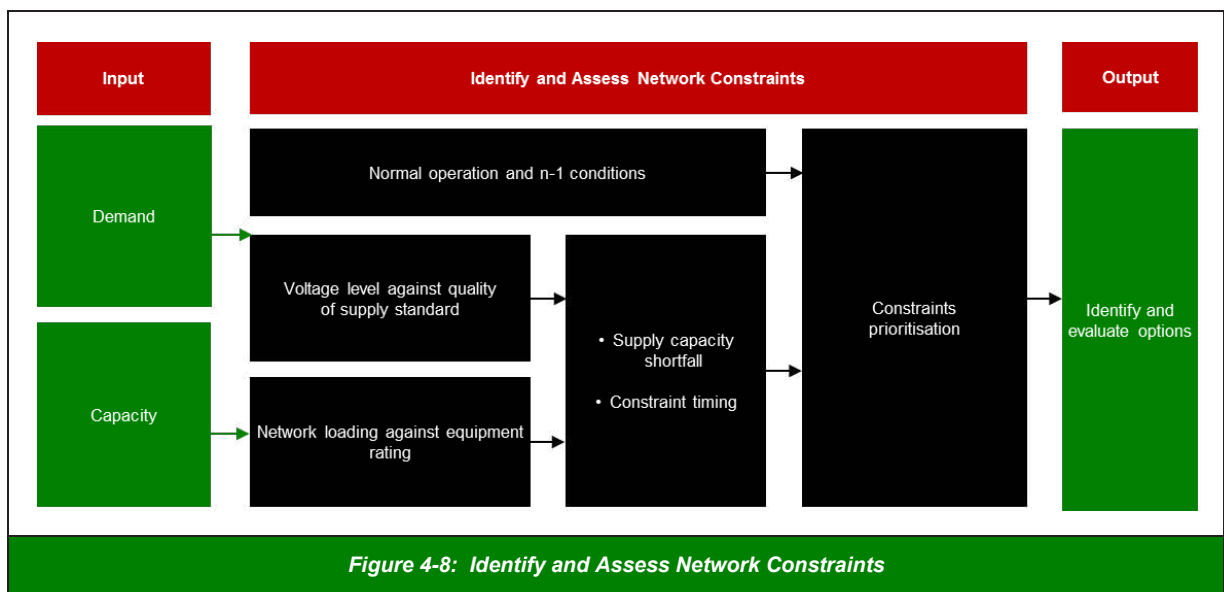 Input
Identify and Assess Network Constraints
Output
Demand
Capacity
Normal operation and n-1 conditions
Voltage level against quality
of supply standard
Network loading against equipment
rating
• Supply capacity
shortfall
• Constraint timing
Constraints
prioritisation
Identify and
evaluate options
Figure 4-8: Identify and Assess Network Constraints